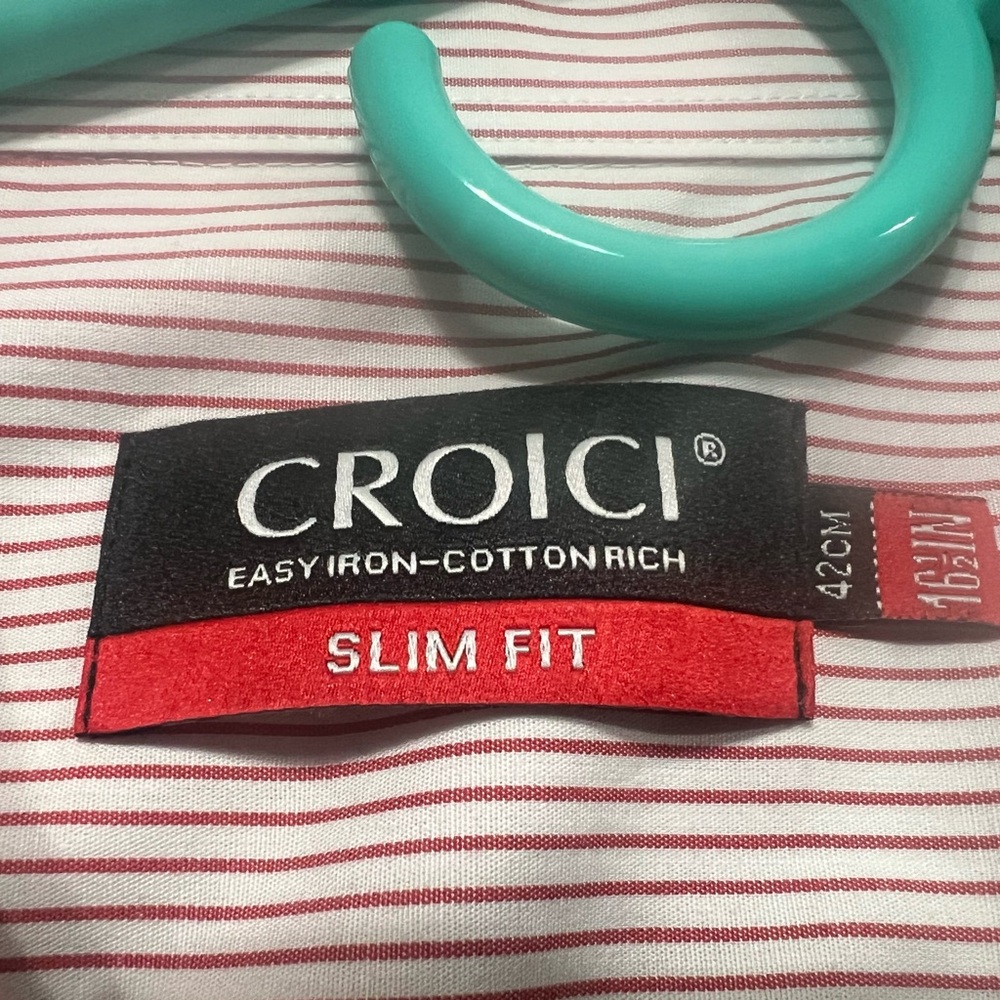 CROICI®
EASY IRON-COTTON RICH
SLIM FIT
42CM
16½IN